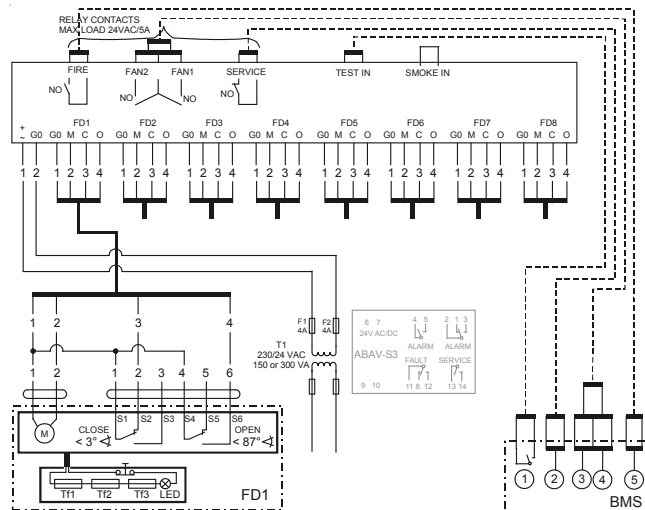 RELAY CONTACTS
MAX LOAD 24VAC/5A
FIRE FAN2 FAN1 SERVICE TEST IN SMOKE IN
NO NO NO NO
+ FD1 FD2 FD3 FD4 FD5 FD6 FD7 FD8
~ G0 G0 M C O G0 M C O G0 M C O G0 M C O G0 M C O G0 M C O G0 M C O G0 M C O
1 2 1 2 3 4 1 2 3 4 1 2 3 4 1 2 3 4 1 2 3 4 1 2 3 4 1 2 3 4 1 2 3 4
1 2 3 4
F1 F2
4A 4A
T1
230/24 VAC
150 or 300 VA
6 7 4 5 2 1 3
24V AC/DC
ALARM ALARM
ABAV-S3
FAULT SERVICE
9 10 11 8 12 13 14
1 2 1 2 3 4 5 6
S1 S2 S3 S4 S5 S6
M
CLOSE OPEN
< 3° < 87°
Tf1 Tf2 Tf3 LED
FD1
1 2 3 4 5
BMS